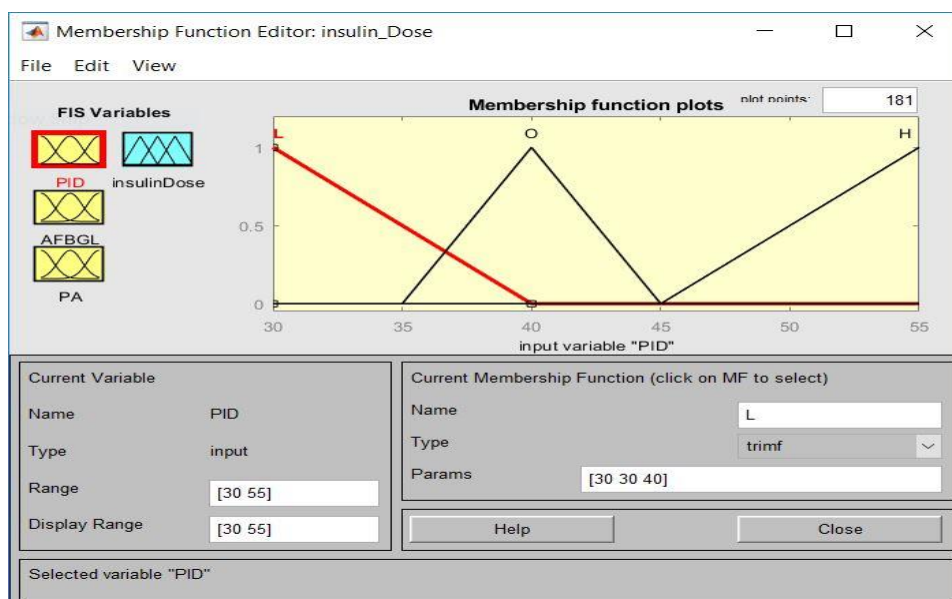 Membership Function Editor: insulin_Dose
File Edit View
FIS Variables
PID
insulinDose
AFBGL
PA
Membership function plots
plot points:
181
L
O
H
1
0.5
0
30 35 40 45 50 55
input variable "PID"
Current Variable
Name PID
Type input
Range [30 55]
Display Range [30 55]
Current Membership Function (click on MF to select)
Name L
Type trimf
Params [30 30 40]
Help
Close
Selected variable "PID"